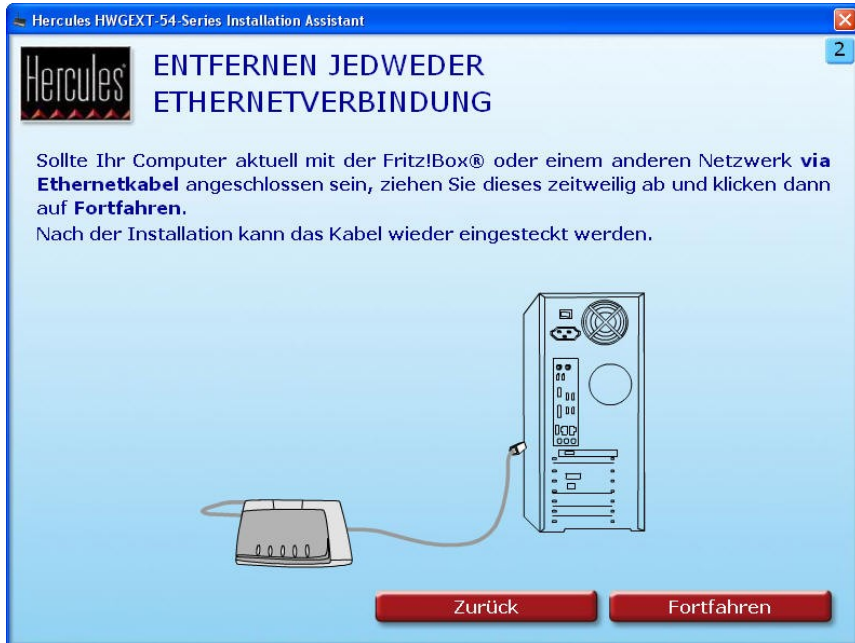 Hercules HWGEXT-54-Series Installation Assistant
2
Hercules®
ENTFERNEN JEDWEDER
ETHERNETVERBINDUNG
Sollte Ihr Computer aktuell mit der Fritz!Box® oder einem anderen Netzwerk via
Ethernetkabel angeschlossen sein, ziehen Sie dieses zeitweilig ab und klicken dann
auf Fortfahren.
Nach der Installation kann das Kabel wieder eingesteckt werden.
Zurück
Fortfahren